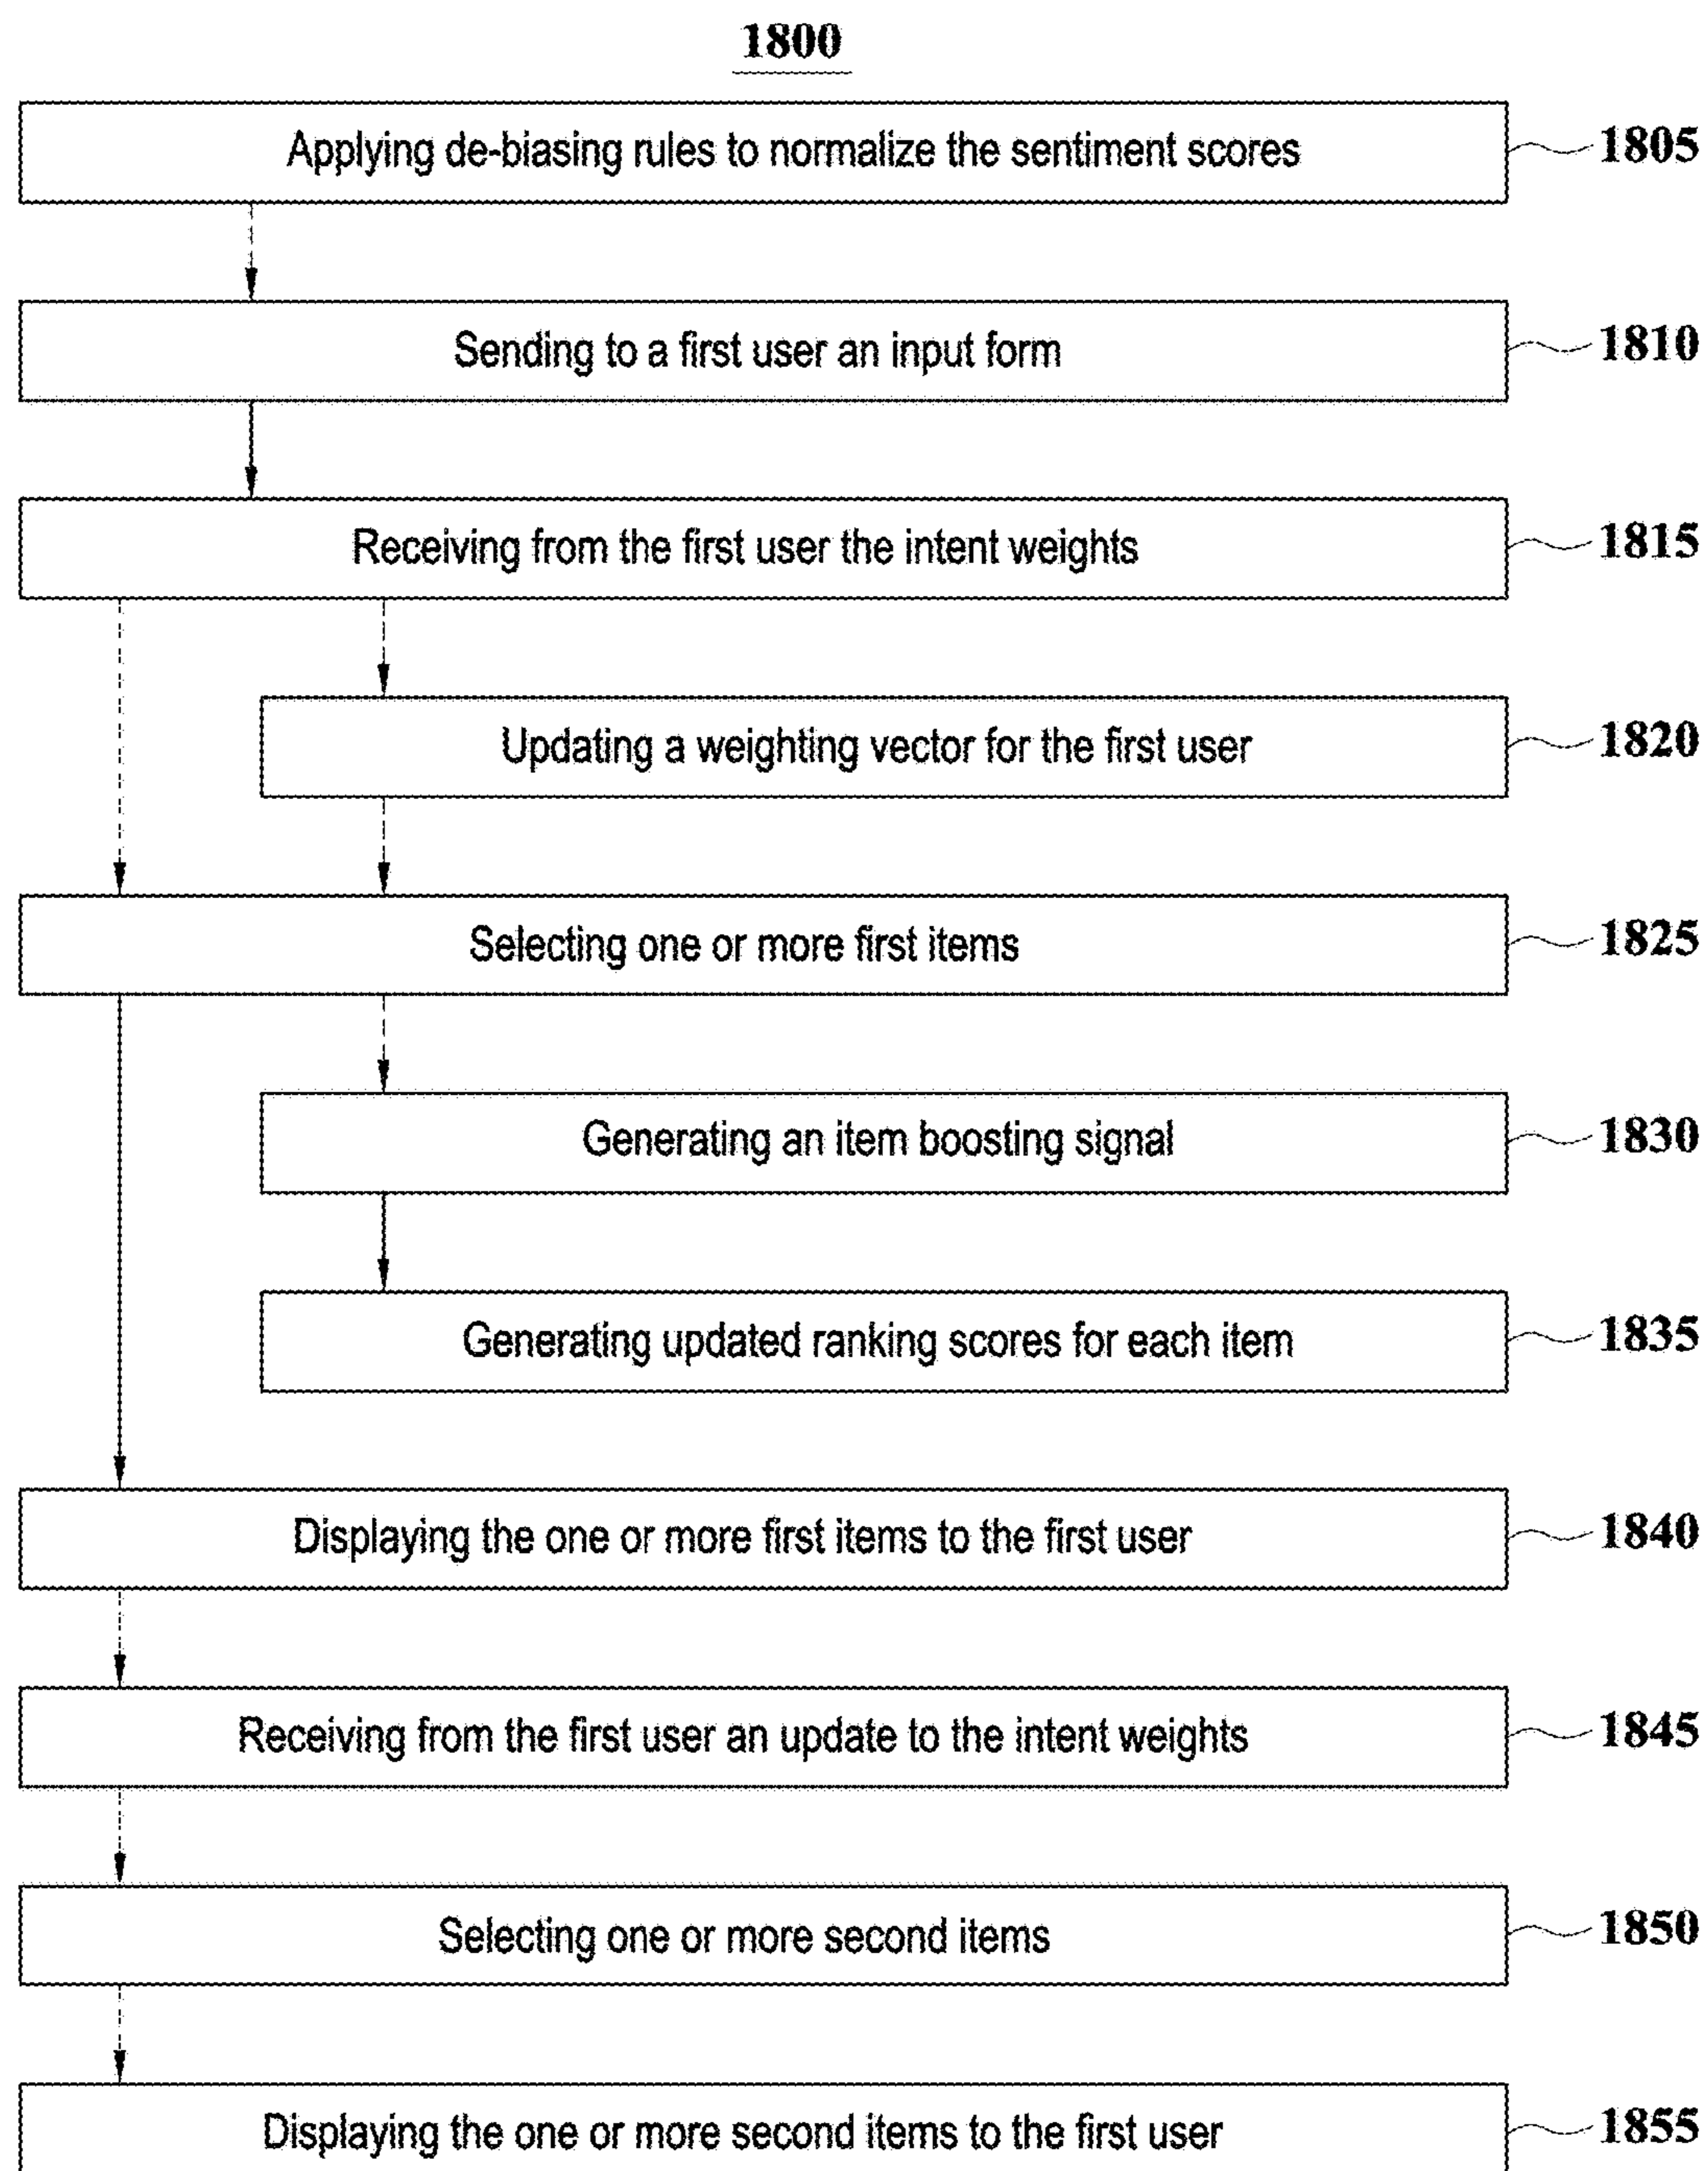 1800
Applying de-biasing rules to normalize the sentiment scores 1805
Sending to a first user an input form 1810
Receiving from the first user the intent weights 1815
Updating a weighting vector for the first user 1820
Selecting one or more first items 1825
Generating an item boosting signal 1830
Generating updated ranking scores for each item 1835
Displaying the one or more first items to the first user 1840
Receiving from the first user an update to the intent weights 1845
Selecting one or more second items 1850
Displaying the one or more second items to the first user 1855